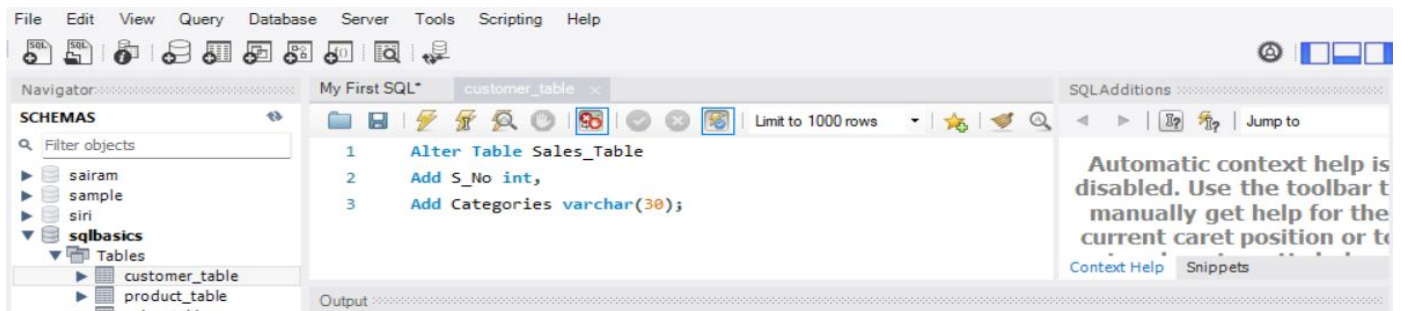 File Edit View Query Database Server Tools Scripting Help
SQL SQL
Navigator
My First SQL* customer_table
SQLAdditions
SCHEMAS
Limit to 1000 rows
Jump to
Filter objects
sairam
sample
siri
sqlbasics
Tables
customer_table
product_table
1 Alter Table Sales_Table
2 Add S_No int,
3 Add Categories varchar(30);
Automatic context help is
disabled. Use the toolbar t
manually get help for the
current caret position or to
Context Help Snippets
Output